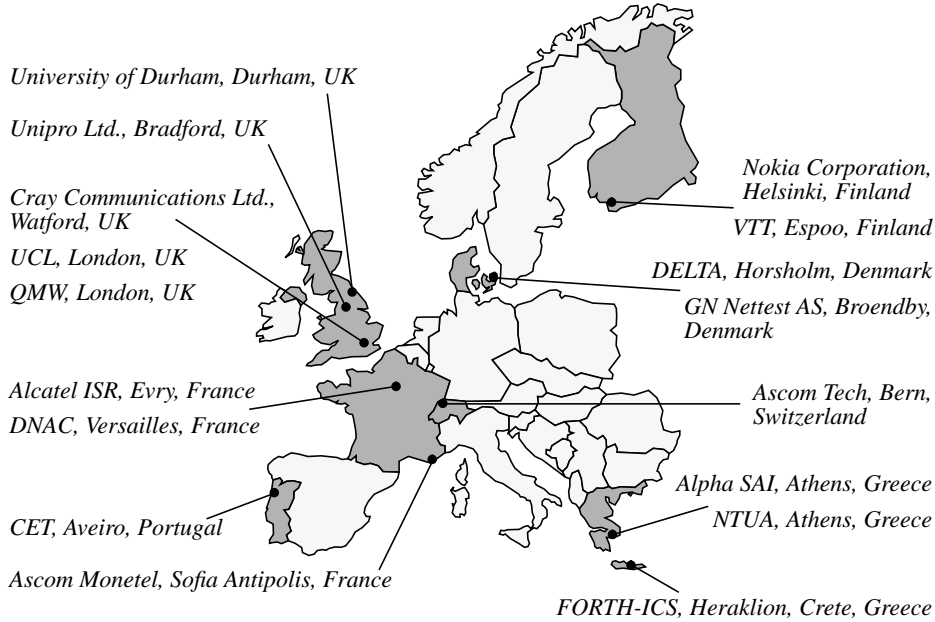 University of Durham, Durham, UK
Unipro Ltd., Bradford, UK
Cray Communications Ltd.,
Watford, UK
UCL, London, UK
QMW, London, UK
Alcatel ISR, Evry, France
DNAC, Versailles, France
CET, Aveiro, Portugal
Ascom Monetel, Sofia Antipolis, France
Nokia Corporation,
Helsinki, Finland
VTT, Espoo, Finland
DELTA, Horsholm, Denmark
GN Nettest AS, Broendby,
Denmark
Ascom Tech, Bern,
Switzerland
Alpha SAI, Athens, Greece
NTUA, Athens, Greece
FORTH-ICS, Heraklion, Crete, Greece